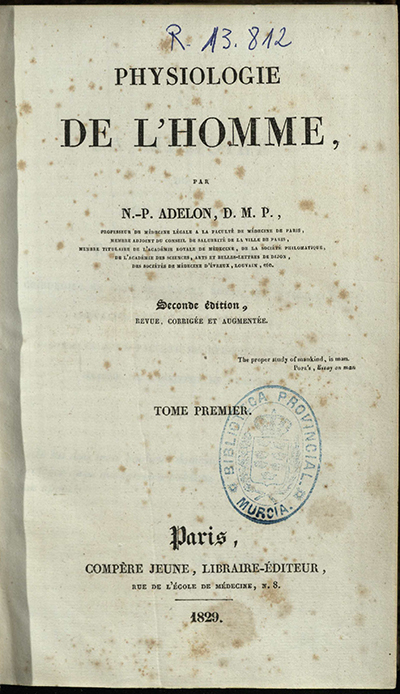 R. 13.812
PHYSIOLOGIE
DE L'HOMME,
PAR
N.-P. ADELON, D. M. P.,
PROFESSEUR DE MÉDECINE LÉGALE A LA FACULTÉ DE MÉDECINE DE PARIS,
MEMBRE ADJOINT DU CONSEIL DE SALUBRITÉ DE LA VILLE DE PARIS,
MEMBRE TITULAIRE DE L'ACADÉMIE ROYALE DE MÉDECINE, DE LA SOCIÉTÉ PHILOMATIQUE,
DE L'ACADÉMIE DES SCIENCES, ARTS ET BELLES-LETTRES DE DIJON,
DES SOCIÉTÉS DE MÉDECINE D'ÉVREUX, LOUVAIN, etc.
Seconde édition,
REVUE, CORRIGÉE ET AUGMENTÉE.
The proper study of mankind, is man.
POPE'S, Essay on man
TOME PREMIER.
BIBLIOTECA PROVINCIAL.
MURCIA.
Paris,
COMPÈRE JEUNE, LIBRAIRE-ÉDITEUR,
RUE DE L'ÉCOLE DE MÉDECINE, N. 8.
1829.